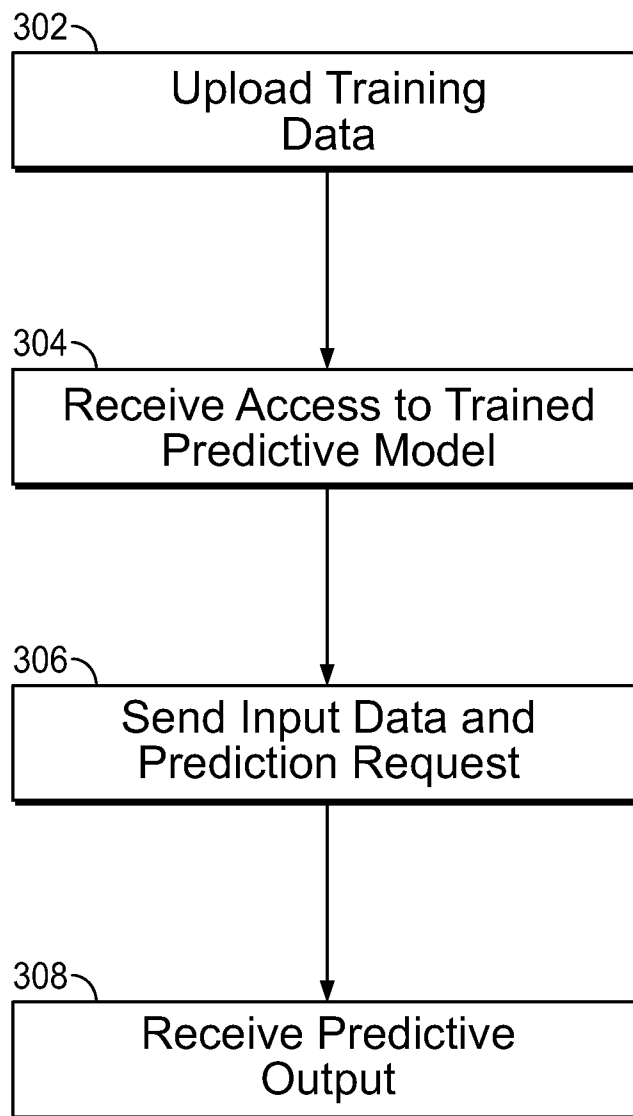 302
Upload Training
Data
304
Receive Access to Trained
Predictive Model
306
Send Input Data and
Prediction Request
308
Receive Predictive
Output